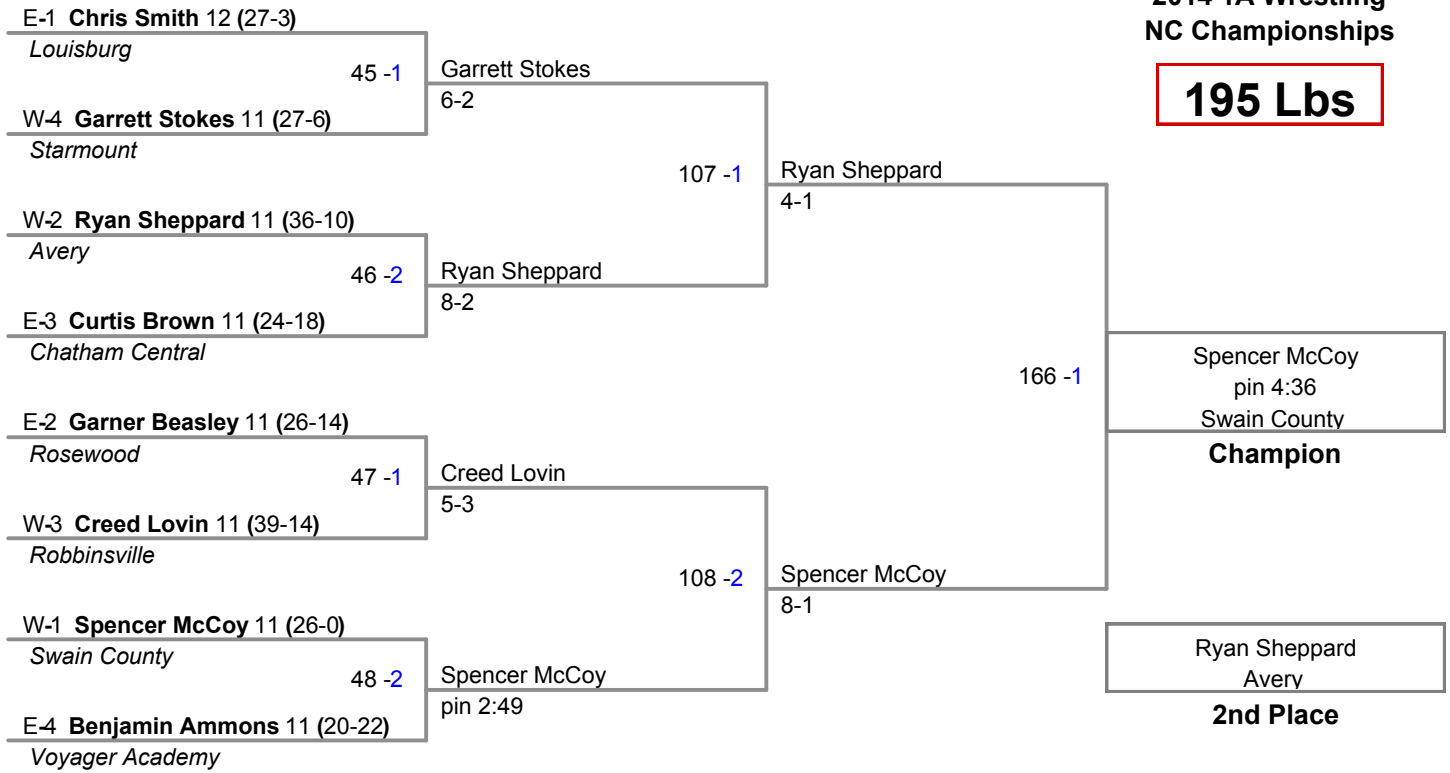 2014 1A Wrestling
NC Championships
195 Lbs
E-1 Chris Smith 12 (27-3)
Louisburg
45 -1
Garrett Stokes
6-2
W-4 Garrett Stokes 11 (27-6)
Starmount
107 -1
Ryan Sheppard
4-1
W-2 Ryan Sheppard 11 (36-10)
Avery
46 -2
Ryan Sheppard
8-2
E-3 Curtis Brown 11 (24-18)
Chatham Central
166 -1
Spencer McCoy
pin 4:36
Swain County
Champion
E-2 Garner Beasley 11 (26-14)
Rosewood
47 -1
Creed Lovin
5-3
W-3 Creed Lovin 11 (39-14)
Robbinsville
108 -2
Spencer McCoy
8-1
W-1 Spencer McCoy 11 (26-0)
Swain County
48 -2
Spencer McCoy
pin 2:49
E-4 Benjamin Ammons 11 (20-22)
Voyager Academy
Ryan Sheppard
Avery
2nd Place